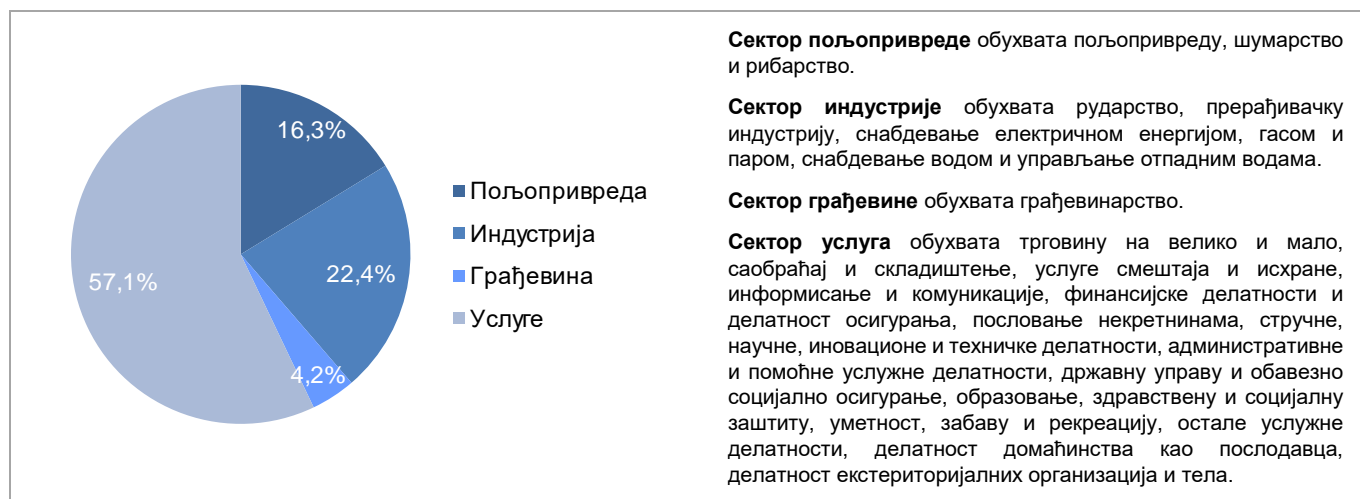 16,3%
22,4%
4,2%
57,1%
Пољопривреда
Индустрија
Грађевина
Услуге
Сектор пољопривреде обухвата пољопривреду, шумарство
и рибарство.
Сектор индустрије обухвата рударство, прерађивачку
индустрију, снабдевање електричном енергијом, гасом и
паром, снабдевање водом и управљање отпадним водама.
Сектор грађевине обухвата грађевинарство.
Сектор услуга обухвата трговину на велико и мало,
саобраћај и складиштење, услуге смештаја и исхране,
информисање и комуникације, финансијске делатности и
делатност осигурања, пословање некретнинама, стручне,
научне, иновационе и техничке делатности, административне
и помоћне услужне делатности, државну управу и обавезно
социјално осигурање, образовање, здравствену и социјалну
заштиту, уметност, забаву и рекреацију, остале услужне
делатности, делатност домаћинства као послодавца,
делатност екстериторијалних организација и тела.